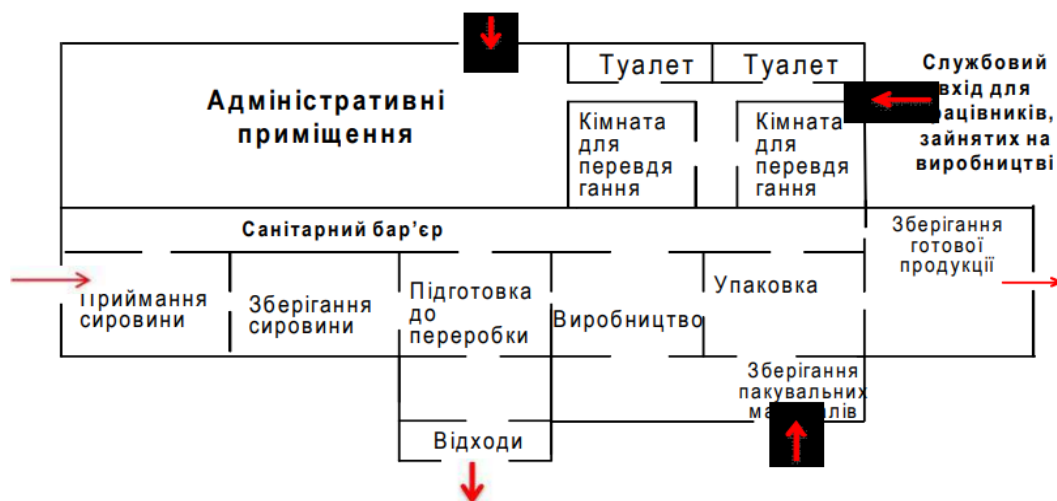 Туалет
Туалет
Службовий
вхід для
працівників,
зайнятих на
виробництві
Адміністративні
приміщення
Кімната
для
перевдя
гання
Кімната
для
перевдя
гання
Санітарний бар’єр
Зберігання
готової
продукції
Приймання
сировини
Зберігання
сировини
Підготовка
до
переробки
Виробництво
Упаковка
Зберігання
пакувальних
Відходи